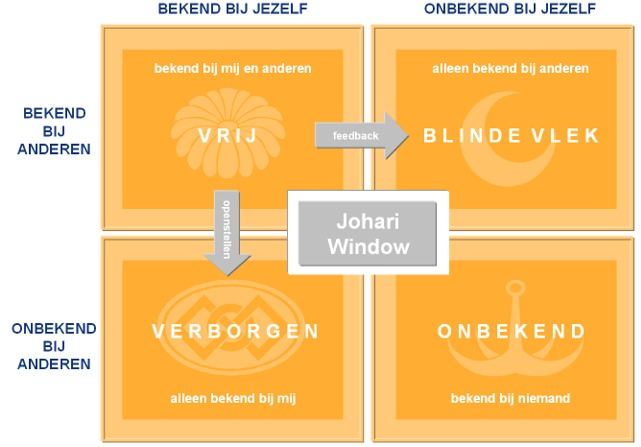 BEKEND BIJ JEZELF
ONBEKEND BIJ JEZELF
BEKEND
BIJ
ANDEREN
bekend bij mij en anderen
VRIJ
feedback
alleen bekend bij anderen
BLINDE VLEK
openstellen
Johari
Window
ONBEKEND
BIJ
ANDEREN
VERBORGEN
alleen bekend bij mij
ONBEKEND
bekend bij niemand